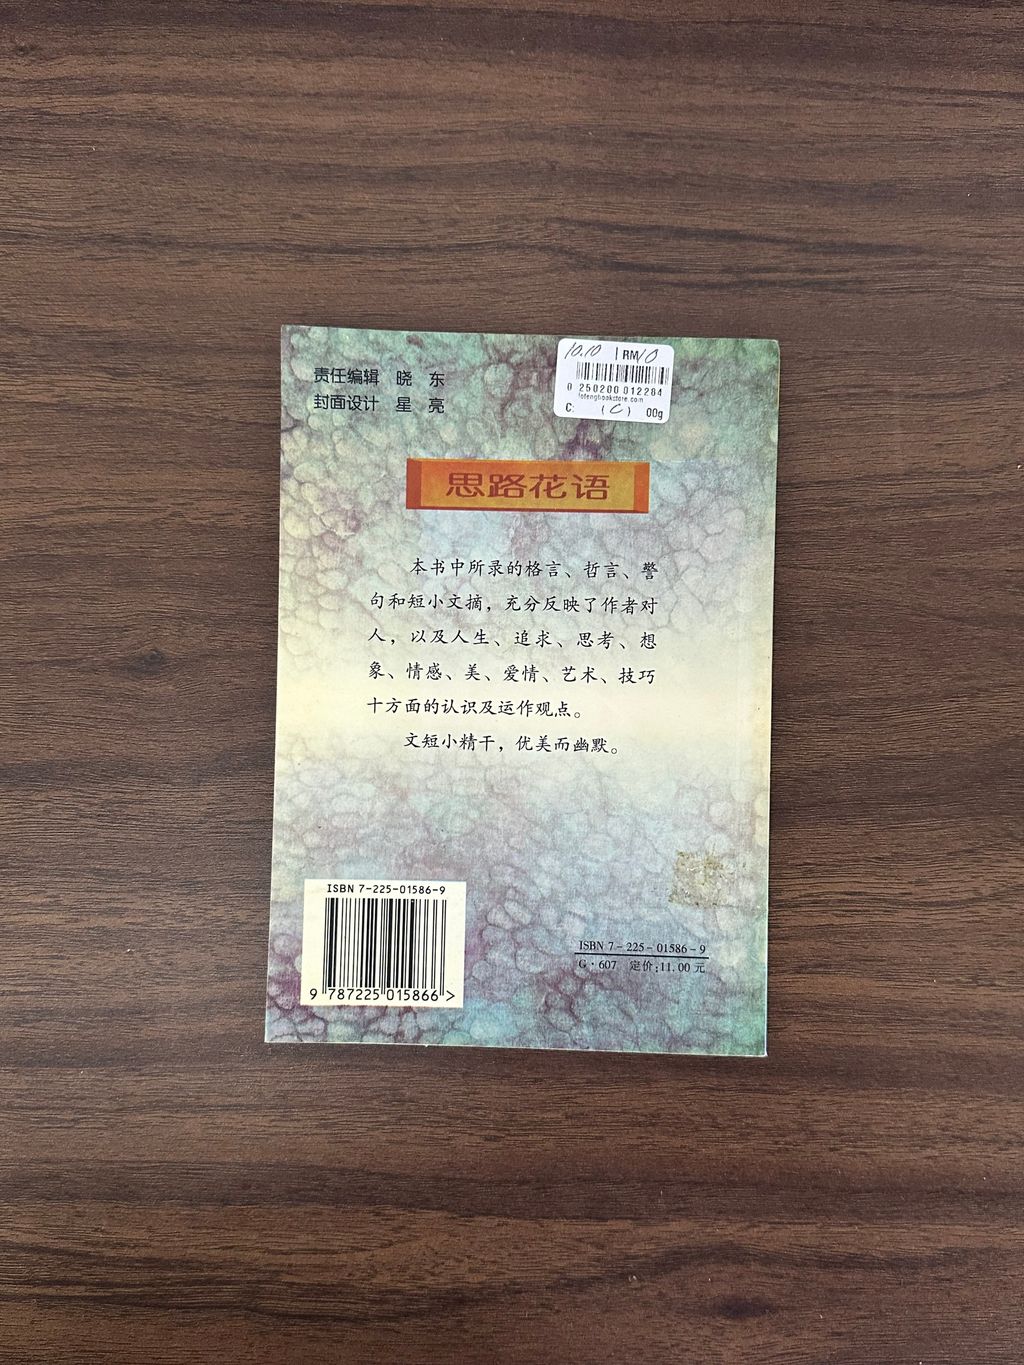 责任编辑 晓 东
封面设计 星 亮
10.10 RM10
0 250200 012284
fofengbookstore.com
C: (C) 00g
思路花语
本书中所录的格言、哲言、警
句和短小文摘，充分反映了作者对
人，以及人生、追求、思考、想
象、情感、美、爱情、艺术、技巧
十方面的认识及运作观点。
文短小精干，优美而幽默。
ISBN 7-225-01586-9
9 787225 015866 >
ISBN 7-225-01586-9
G·607 定价:11.00 元